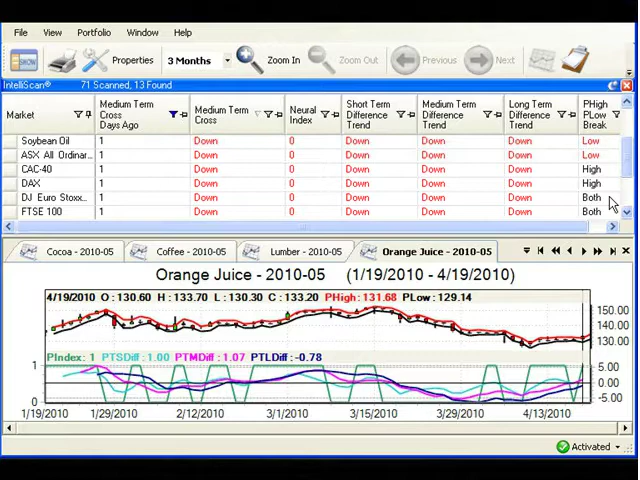 File View Portfolio Window Help
SHOW Properties 3 Months Zoom In Zoom Out Previous Next
IntelliScan® 71 Scanned, 13 Found
Market Medium Term Cross Days Ago Medium Term Cross Neural Index Short Term Difference Trend Medium Term Difference Trend Long Term Difference Trend PHigh PLow Break
Soybean Oil 1 Down 0 Down Down Down Low
ASX All Ordinar... 1 Down 0 Down Down Down Low
CAC-40 1 Down 0 Down Down Down High
DAX 1 Down 0 Down Down Down High
DJ Euro Stoxx... 1 Down 0 Down Down Down Both
FTSE 100 1 Down 0 Down Down Down Both
Cocoa - 2010-05 Coffee - 2010-05 Lumber - 2010-05 Orange Juice - 2010-05
Orange Juice - 2010-05 (1/19/2010 - 4/19/2010)
4/19/2010 O : 130.60 H : 133.70 L : 130.30 C : 133.20 PHigh : 131.68 PLow : 129.14
150.00
140.00
130.00
PIndex : 1 PTSDiff : 1.00 PTMDiff : 1.07 PTLDiff : -0.78
1 5.00
0.00
0 -5.00
1/19/2010 1/29/2010 2/12/2010 3/1/2010 3/15/2010 3/29/2010 4/13/2010
Activated